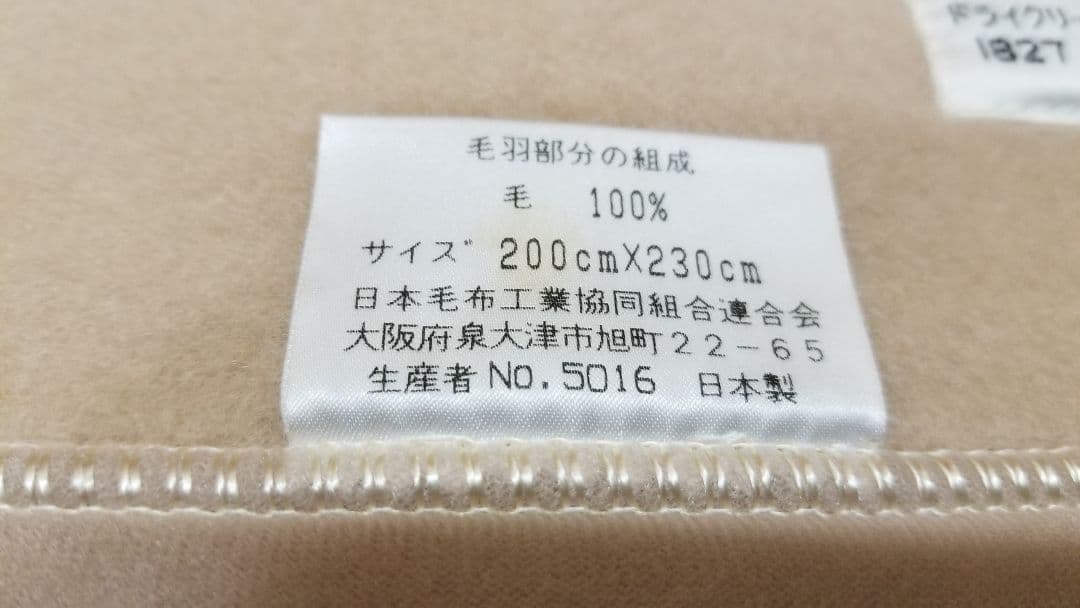 ドライクリー
1827
毛羽部分の組成
毛 100%
サイズ 200cmX230cm
日本毛布工業協同組合連合会
大阪府泉大津市旭町22-65
生産者No.5016 日本製